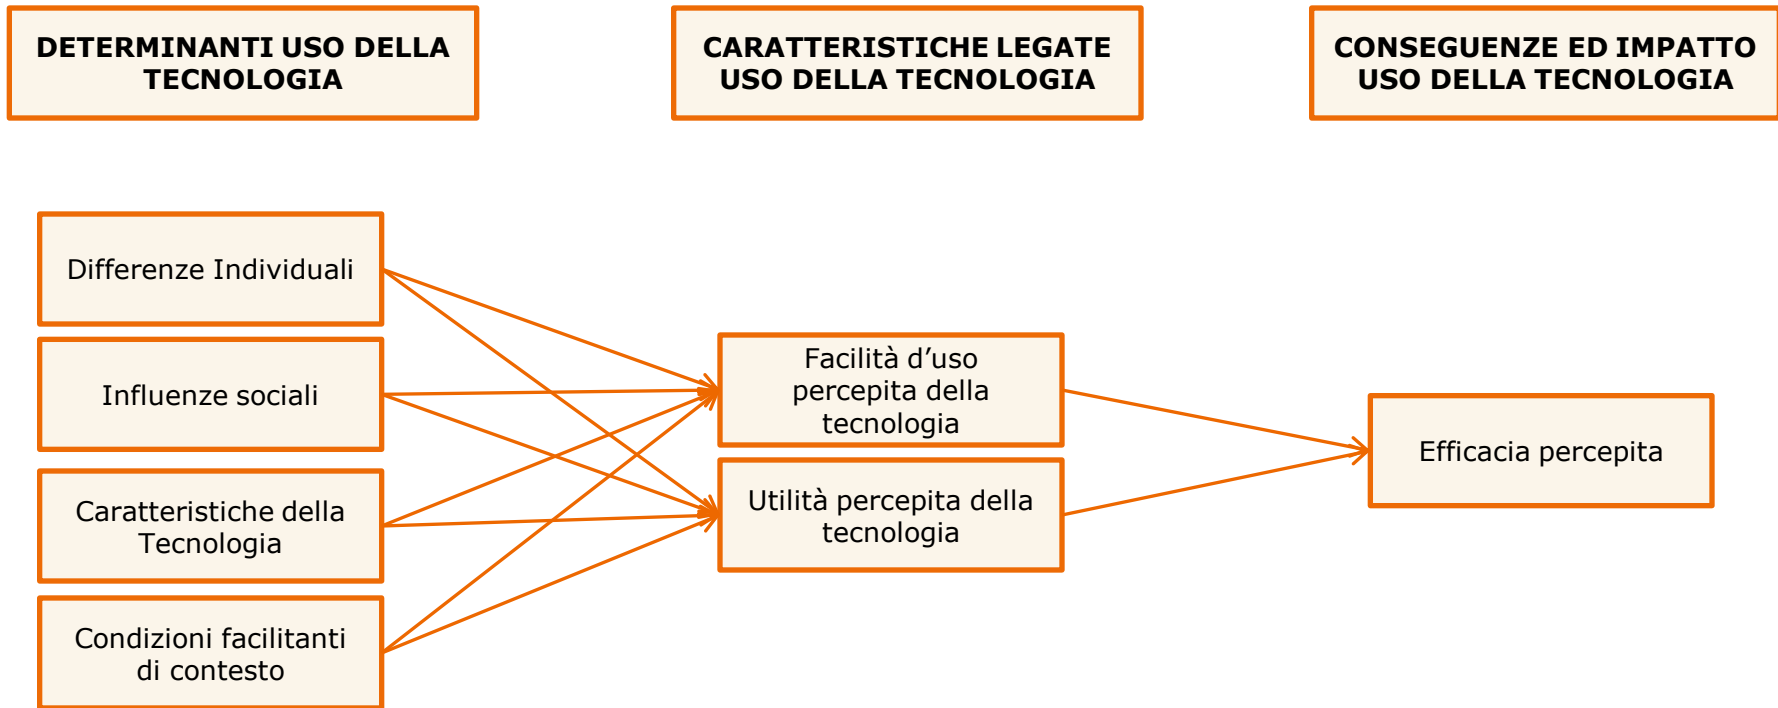 DETERMINANTI USO DELLA
TECNOLOGIA
CARATTERISTICHE LEGATE
USO DELLA TECNOLOGIA
CONSEGUENZE ED IMPATTO
USO DELLA TECNOLOGIA
Differenze Individuali
Influenze sociali
Caratteristiche della
Tecnologia
Condizioni facilitanti
di contesto
Facilità d’uso
percepita della
tecnologia
Utilità percepita della
tecnologia
Efficacia percepita